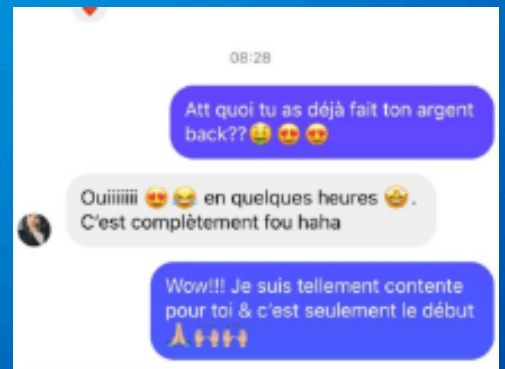 08:28
Att quoi tu as déjà fait ton argent
back??🤑😍😍
Ouiiiiiii 😍😂 en quelques heures 🤩.
C'est complètement fou haha
Wow!!! Je suis tellement contente
pour toi & c'est seulement le début
🙏🏼🙌🏼🙌🏼